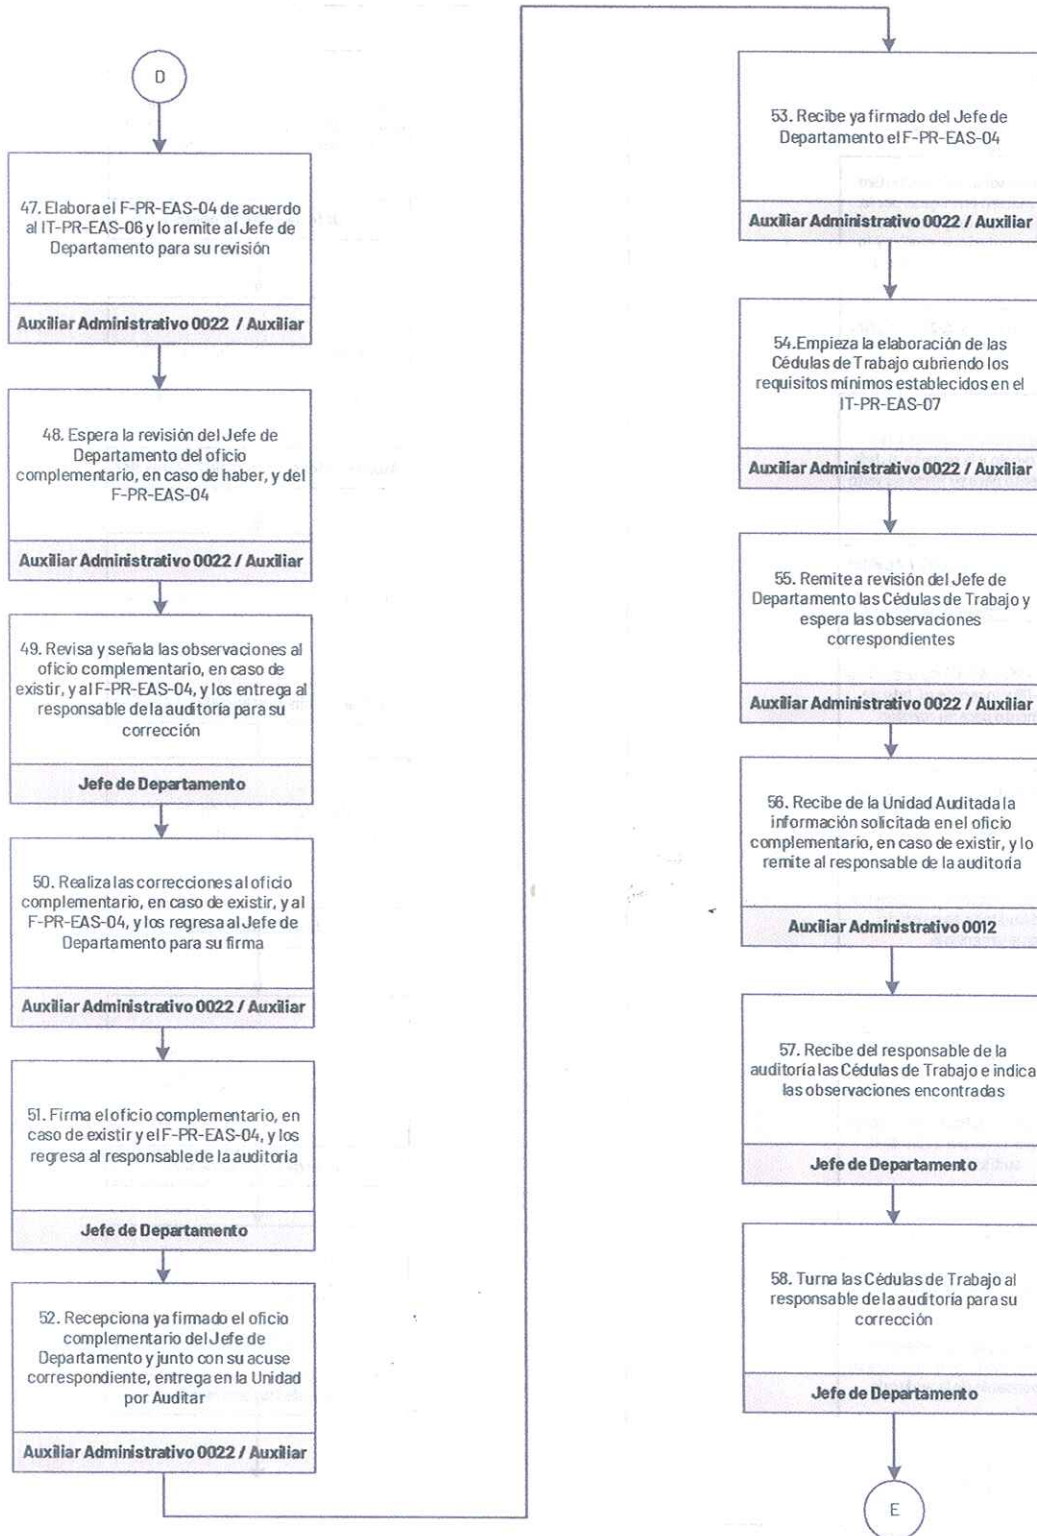 D
47. Elabora el F-PR-EAS-04 de acuerdo
al IT-PR-EAS-06 y lo remite al Jefe de
Departamento para su revisión
Auxiliar Administrativo 0022 / Auxiliar
48. Espera la revisión del Jefe de
Departamento del oficio
complementario, en caso de haber, y del
F-PR-EAS-04
Auxiliar Administrativo 0022 / Auxiliar
49. Revisa y señala las observaciones al
oficio complementario, en caso de
existir, y al F-PR-EAS-04, y los entrega al
responsable de la auditoría para su
corrección
Jefe de Departamento
50. Realiza las correcciones al oficio
complementario, en caso de existir, y al
F-PR-EAS-04, y los regresa al Jefe de
Departamento para su firma
Auxiliar Administrativo 0022 / Auxiliar
51. Firma el oficio complementario, en
caso de existir y el F-PR-EAS-04, y los
regresa al responsable de la auditoría
Jefe de Departamento
52. Recepciona ya firmado el oficio
complementario del Jefe de
Departamento y junto con su acuse
correspondiente, entrega en la Unidad
por Auditar
Auxiliar Administrativo 0022 / Auxiliar
53. Recibe ya firmado del Jefe de
Departamento el F-PR-EAS-04
Auxiliar Administrativo 0022 / Auxiliar
54.Empieza la elaboración de las
Cédulas de Trabajo cubriendo los
requisitos mínimos establecidos en el
IT-PR-EAS-07
Auxiliar Administrativo 0022 / Auxiliar
55. Remite a revisión del Jefe de
Departamento las Cédulas de Trabajo y
espera las observaciones
correspondientes
Auxiliar Administrativo 0022 / Auxiliar
56. Recibe de la Unidad Auditada la
información solicitada en el oficio
complementario, en caso de existir, y lo
remite al responsable de la auditoría
Auxiliar Administrativo 0012
57. Recibe del responsable de la
auditoría las Cédulas de Trabajo e indica
las observaciones encontradas
Jefe de Departamento
58. Turna las Cédulas de Trabajo al
responsable de la auditoría para su
corrección
Jefe de Departamento
E